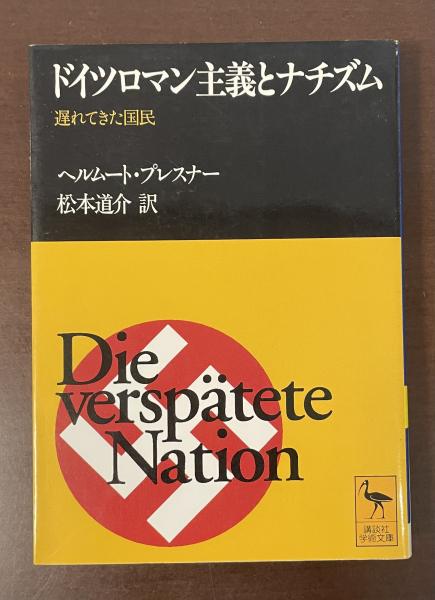 ドイツロマン主義とナチズム
遅れてきた国民
ヘルムート・プレスナー
松本道介 訳
Die
verspätete
Nation
講談社
学術文庫